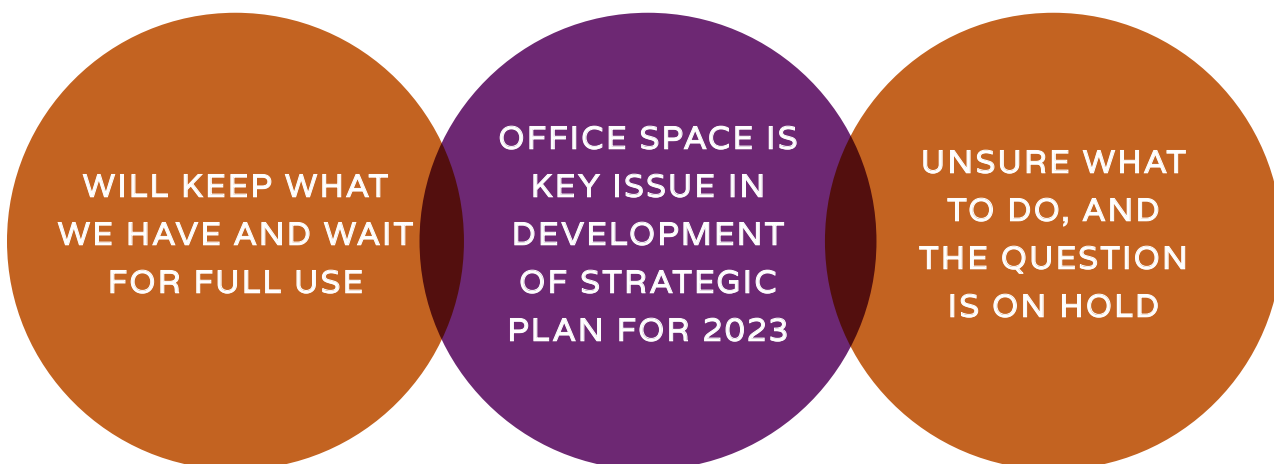 WILL KEEP WHAT
WE HAVE AND WAIT
FOR FULL USE
OFFICE SPACE IS
KEY ISSUE IN
DEVELOPMENT
OF STRATEGIC
PLAN FOR 2023
UNSURE WHAT
TO DO, AND
THE QUESTION
IS ON HOLD